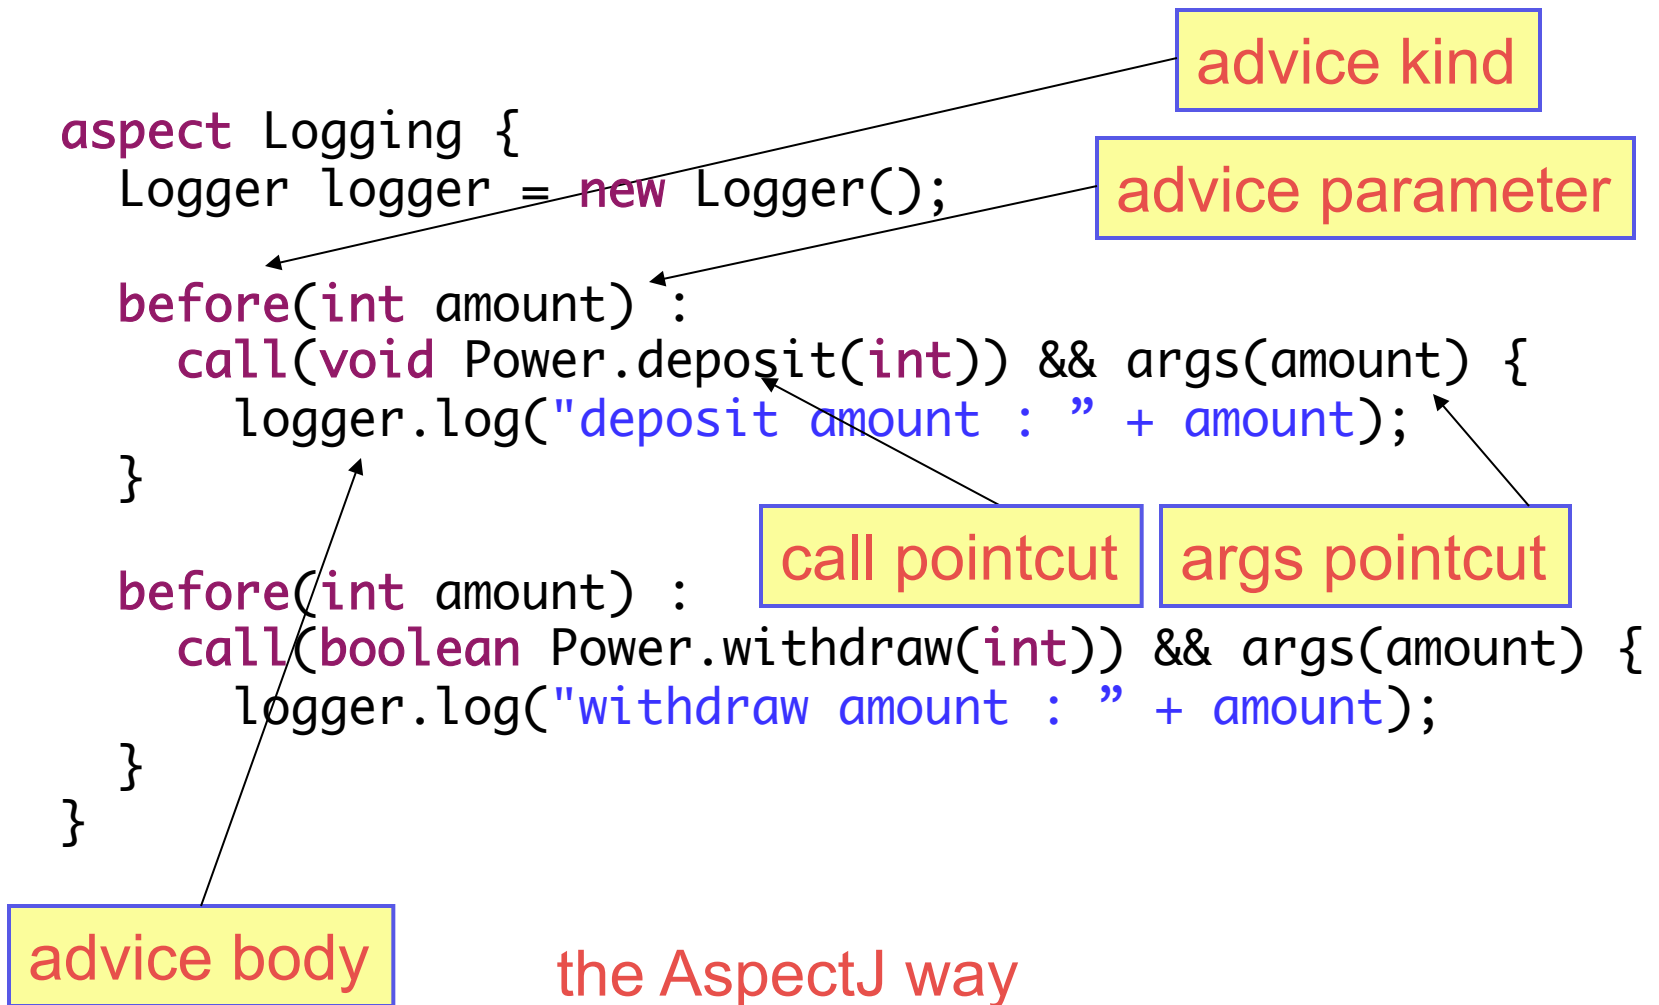 advice kind
aspect Logging {
Logger logger = new Logger();
advice parameter
before(int amount) :
call(void Power.deposit(int)) && args(amount) {
logger.log("deposit amount : ” + amount);
}
call pointcut
args pointcut
before(int amount) :
call(boolean Power.withdraw(int)) && args(amount) {
logger.log("withdraw amount : ” + amount);
}
}
advice body
the AspectJ way